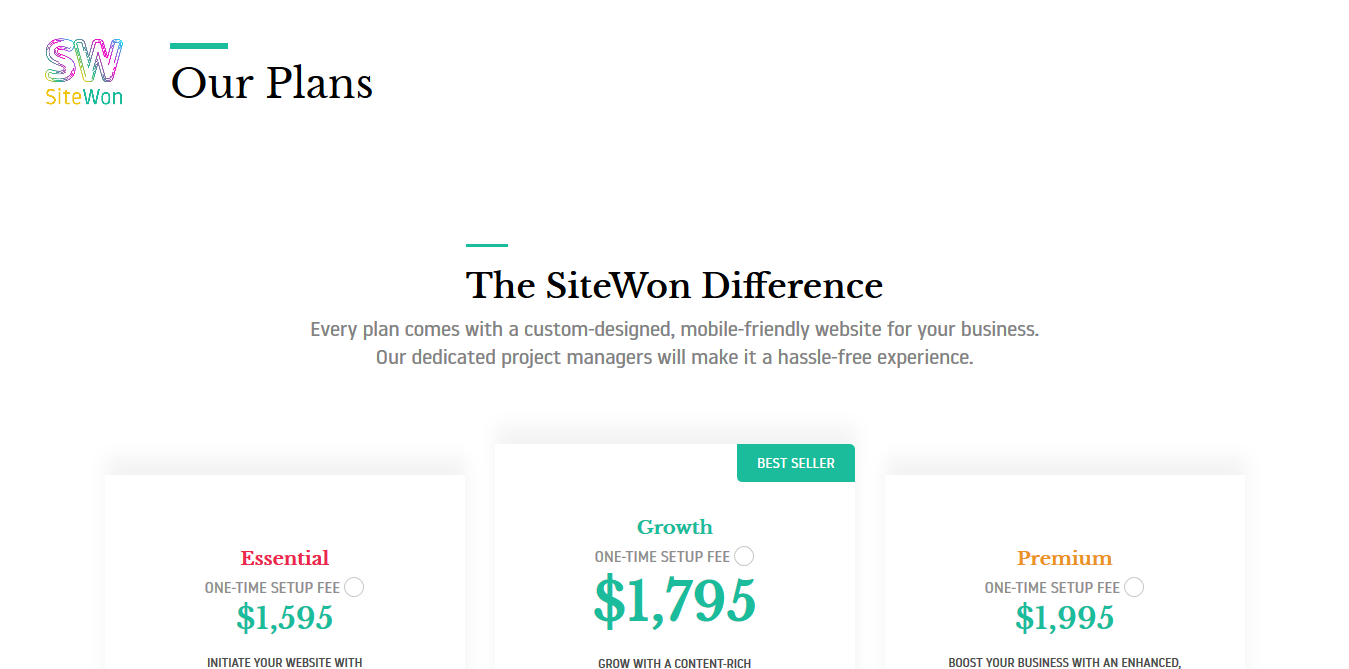 SW
SiteWon
Our Plans
The SiteWon Difference
Every plan comes with a custom-designed, mobile-friendly website for your business.
Our dedicated project managers will make it a hassle-free experience.
BEST SELLER
Essential
ONE-TIME SETUP FEE
$1,595
INITIATE YOUR WEBSITE WITH
Growth
ONE-TIME SETUP FEE
$1,795
GROW WITH A CONTENT-RICH
Premium
ONE-TIME SETUP FEE
$1,995
BOOST YOUR BUSINESS WITH AN ENHANCED,